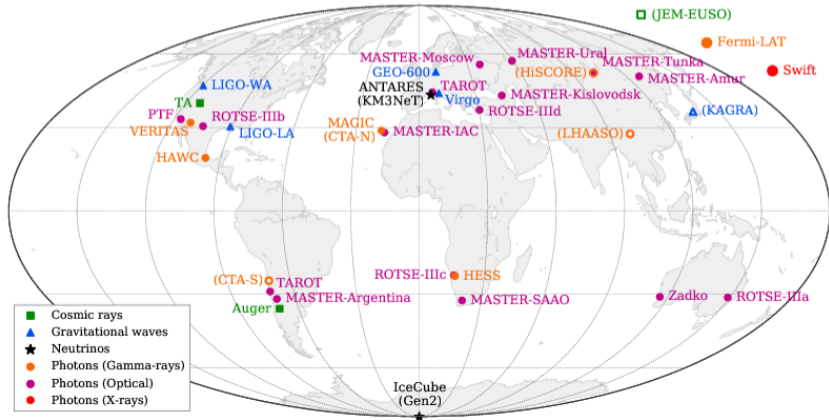 (JEM-EUSO)
Fermi-LAT
Swift
MASTER-Moscow
MASTER-Ural
MASTER-Tunka
GEO-600
(HiSCORE)
MASTER-Amur
LIGO-WA
ANTARES
(KM3NeT)
TAROT
Virgo
MASTER-Kislovodsk
TA
PTF
ROTSE-IIIb
ROTSE-IIId
(KAGRA)
VERITAS
LIGO-LA
MAGIC
(CTA-N)
MASTER-IAC
(LHAASO)
HAWC
(CTA-S)
TAROT
ROTSE-IIIc
HESS
MASTER-Argentina
MASTER-SAAO
Zadko
ROTSE-IIIa
Auger
Cosmic rays
Gravitational waves
Neutrinos
Photons (Gamma-rays)
Photons (Optical)
Photons (X-rays)
IceCube
(Gen2)